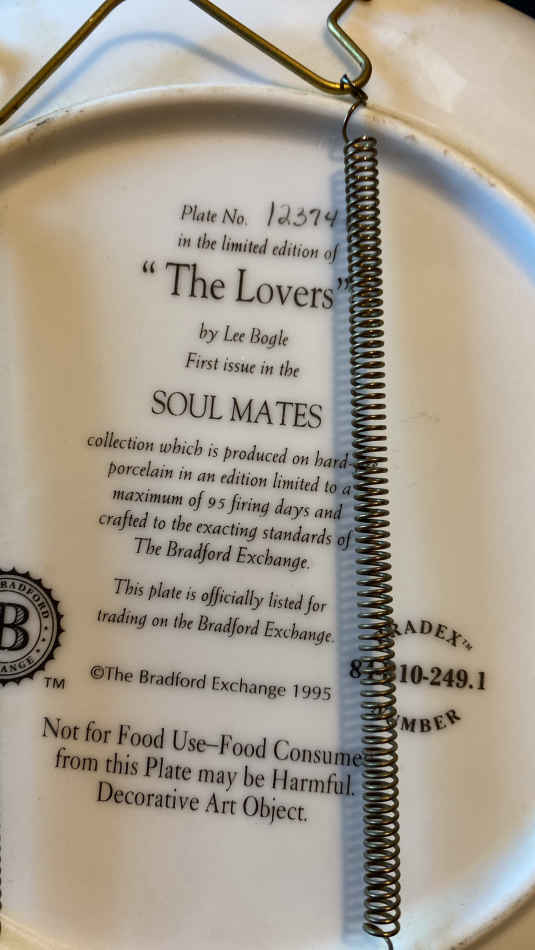 Plate No. 12374
in the limited edition of
“ The Lovers”
by Lee Bogle
First issue in the
SOUL MATES
collection which is produced on hard-
porcelain in an edition limited to a
maximum of 95 firing days and
crafted to the exacting standards of
The Bradford Exchange.
This plate is officially listed for
trading on the Bradford Exchange.
BRADFORD
B
ANGE
TM
©The Bradford Exchange 1995
RADEX™
10-249.1
MBER
Not for Food Use–Food Consume
from this Plate may be Harmful.
Decorative Art Object.